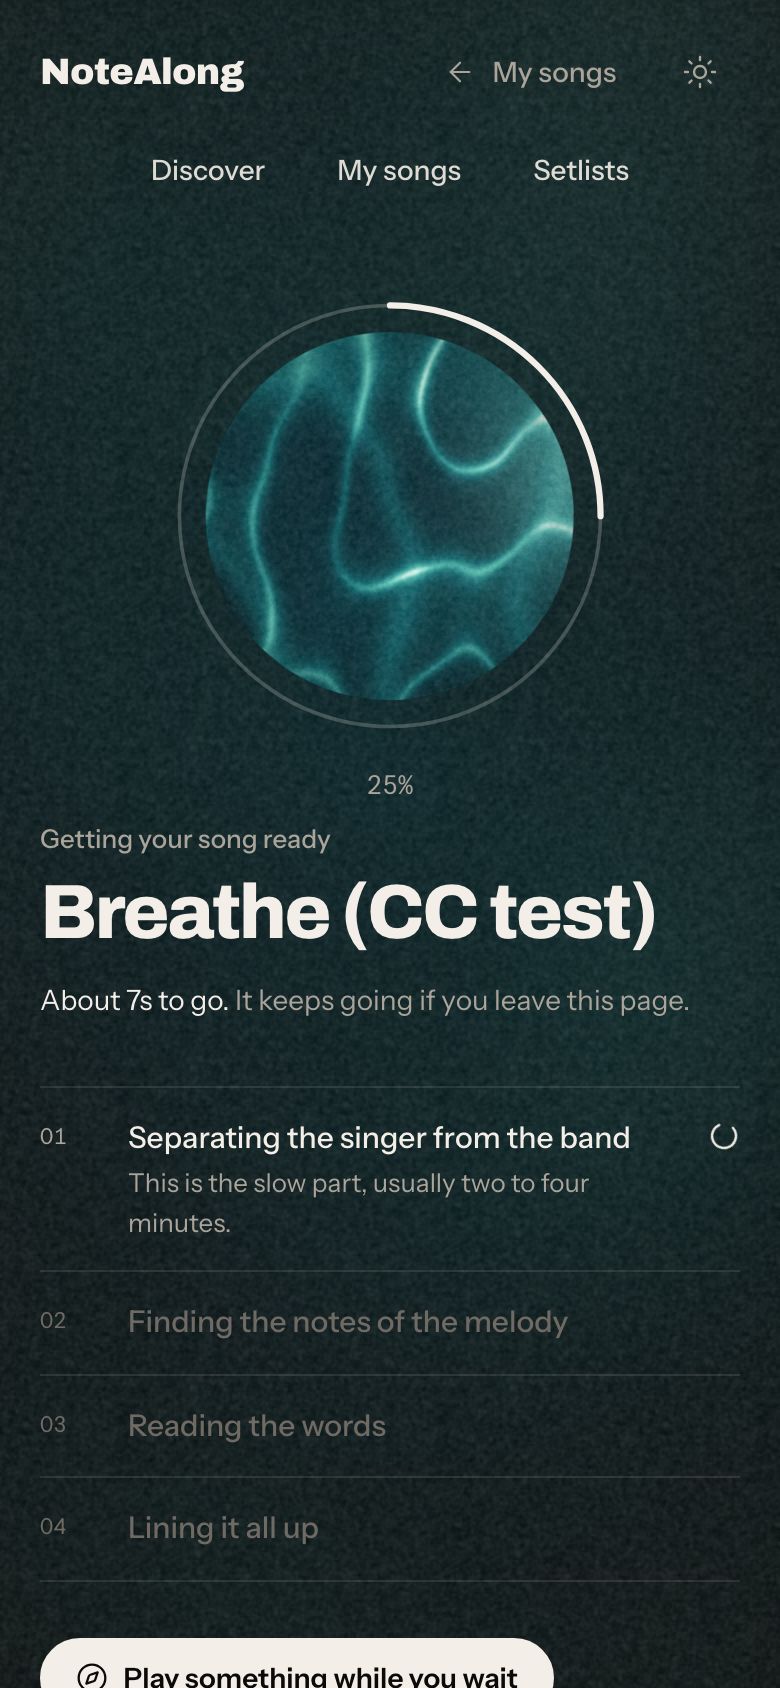 NoteAlong
My songs
Discover
My songs
Setlists
25%
Getting your song ready
Breathe (CC test)
About 7s to go. It keeps going if you leave this page.
01
Separating the singer from the band
This is the slow part, usually two to four
minutes.
02
Finding the notes of the melody
03
Reading the words
04
Lining it all up
Play something while you wait